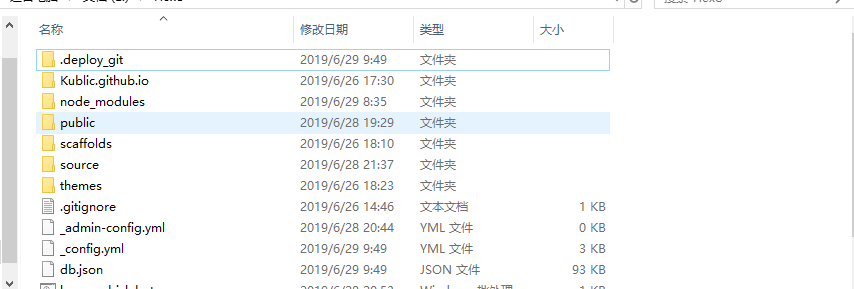 名称 修改日期 类型 大小
.deploy_git 2019/6/29 9:49 文件夹
Kublic.github.io 2019/6/26 17:30 文件夹
node_modules 2019/6/29 8:35 文件夹
public 2019/6/28 19:29 文件夹
scaffolds 2019/6/26 18:10 文件夹
source 2019/6/28 21:37 文件夹
themes 2019/6/26 18:23 文件夹
.gitignore 2019/6/26 14:46 文本文档 1 KB
_admin-config.yml 2019/6/28 20:44 YML 文件 0 KB
_config.yml 2019/6/29 9:49 YML 文件 3 KB
db.json 2019/6/29 9:49 JSON 文件 93 KB